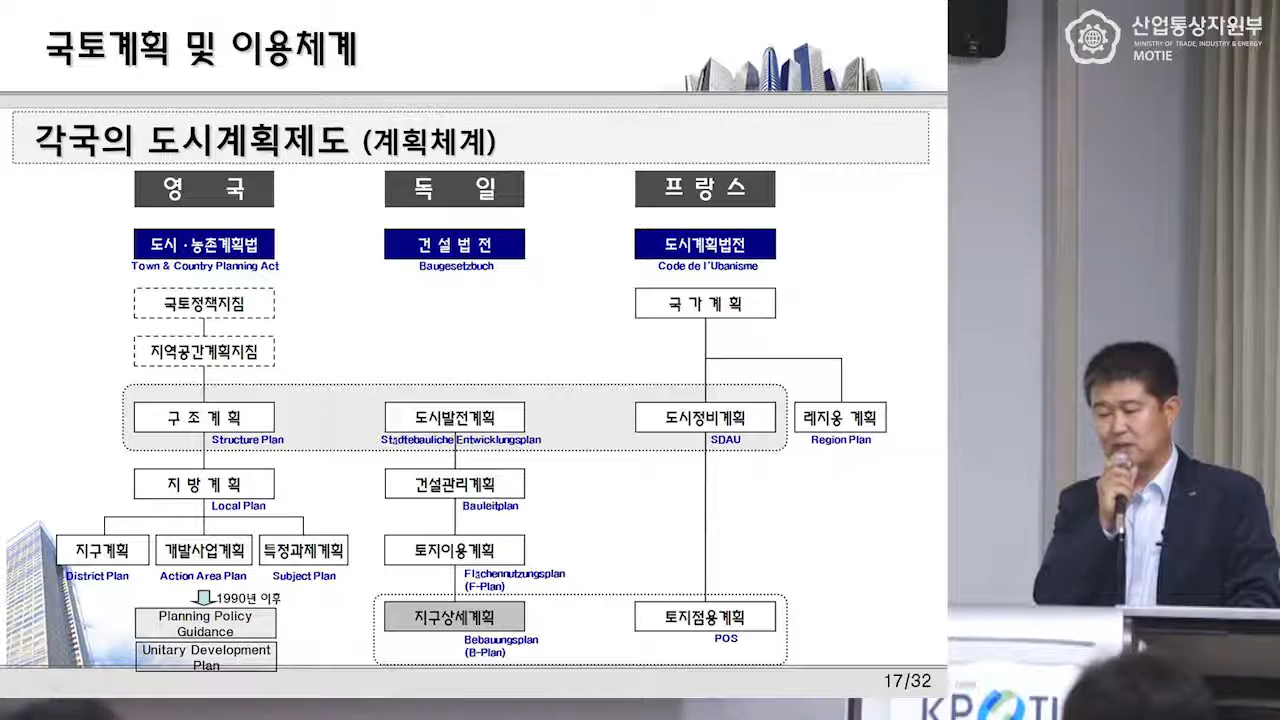 국토계획 및 이용체계
산업통상자원부
MINISTRY OF TRADE, INDUSTRY & ENERGY
MOTIE
각국의 도시계획제도 (계획체계)
영 국
독 일
프 랑 스
도시·농촌계획법
건 설 법 전
도시계획법전
Town & Country Planning Act
Baugesetzbuch
Code de l'Ubanisme
국토정책지침
국 가 계 획
지역공간계획지침
구 조 계 획
도시발전계획
도시정비계획
레지옹 계획
Structure Plan
Städtebauliche Entwicklungsplan
SDAU
Region Plan
지 방 계 획
건설관리계획
Local Plan
Bauleitplan
지구계획
개발사업계획
특정과제계획
토지이용계획
District Plan
Action Area Plan
Subject Plan
Flächennutzungsplan
(F-Plan)
1990년 이후
Planning Policy
Guidance
지구상세계획
토지점용계획
Bebauungsplan
(B-Plan)
POS
Unitary Development
Plan
17/32